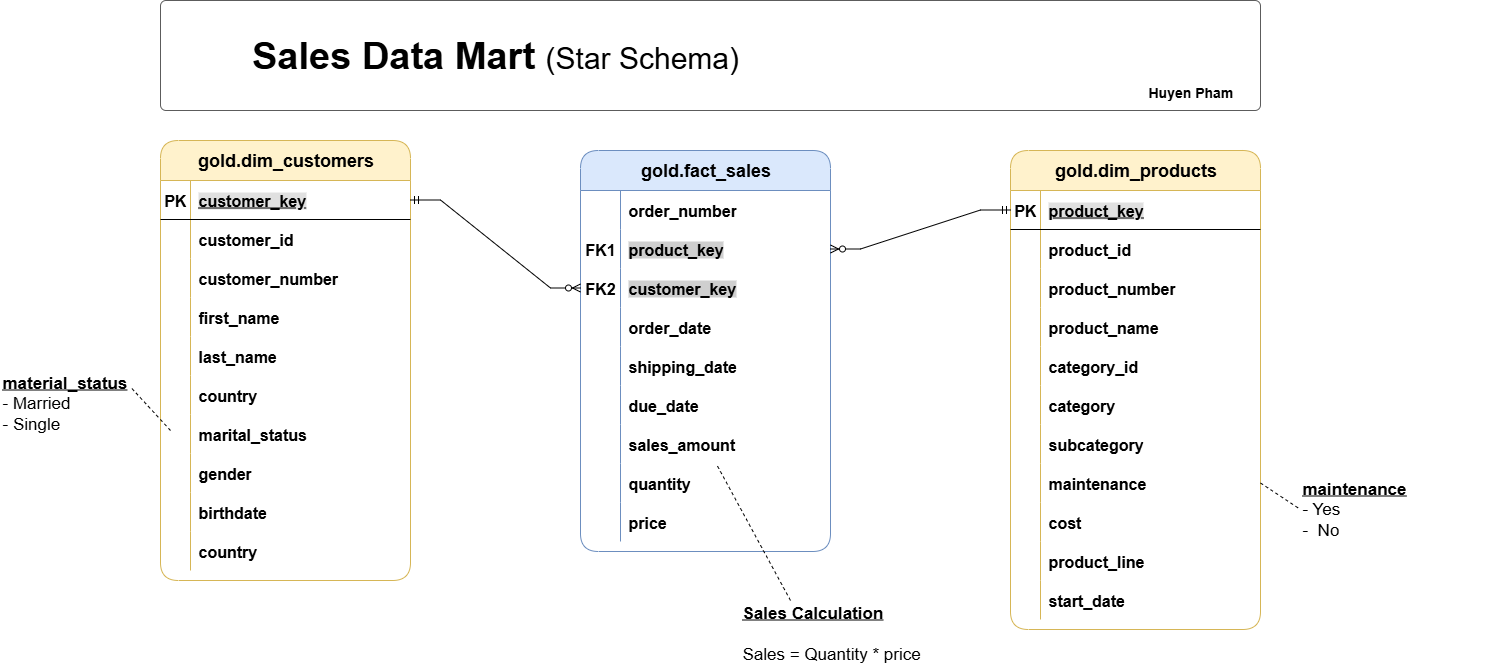 Sales Data Mart (Star Schema)
Huyen Pham
gold.dim_customers
PK customer_key
customer_id
customer_number
first_name
last_name
country
marital_status
gender
birthdate
country
material_status
- Married
- Single
gold.fact_sales
order_number
FK1 product_key
FK2 customer_key
order_date
shipping_date
due_date
sales_amount
quantity
price
Sales Calculation
Sales = Quantity * price
gold.dim_products
PK product_key
product_id
product_number
product_name
category_id
category
subcategory
maintenance
cost
product_line
start_date
maintenance
- Yes
- No